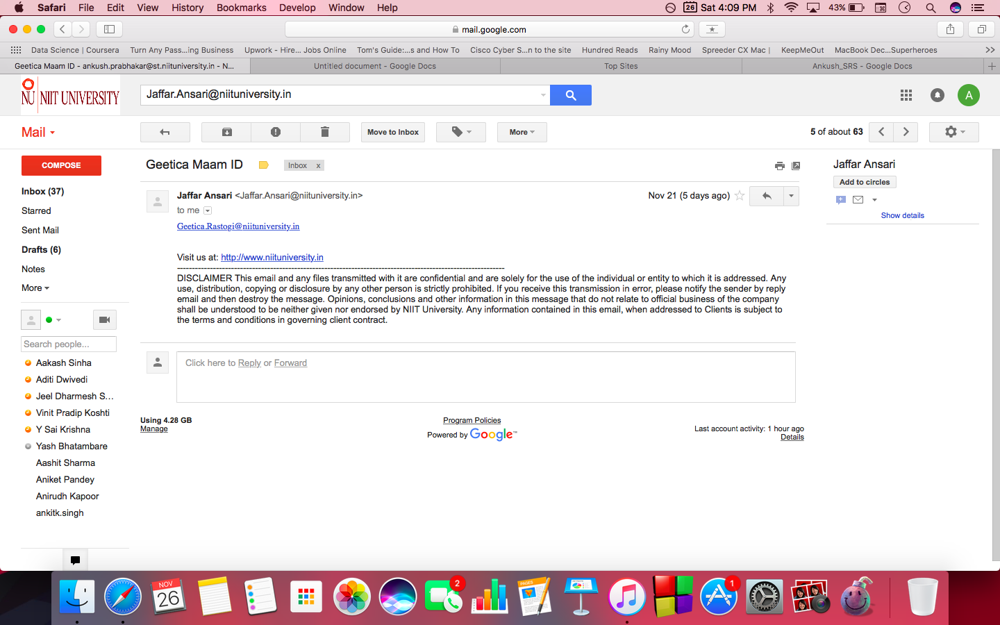 Safari File Edit View History Bookmarks Develop Window Help 26 Sat 4:09 PM 43%
mail.google.com
Data Science | Coursera Turn Any Pass...ing Business Upwork - Hire... Jobs Online Tom's Guide:...s and How To Cisco Cyber S...n to the site Hundred Reads Rainy Mood Spreeder CX Mac | KeepMeOut MacBook Dec...Superheroes
Geetica Maam ID - ankush.prabhakar@st.niituniversity.in - N... Untitled document - Google Docs Top Sites Ankush_SRS - Google Docs
NU NIIT UNIVERSITY
Jaffar.Ansari@niituniversity.in
A
Mail
Move to Inbox More 5 of about 63
COMPOSE
Inbox (37)
Starred
Sent Mail
Drafts (6)
Notes
More
Search people...
Aakash Sinha
Aditi Dwivedi
Jeel Dharmesh S...
Vinit Pradip Koshti
Y Sai Krishna
Yash Bhatambare
Aashit Sharma
Aniket Pandey
Anirudh Kapoor
ankitk.singh
Geetica Maam ID Inbox x
Jaffar Ansari <Jaffar.Ansari@niituniversity.in> Nov 21 (5 days ago)
to me
Geetica.Rastogi@niituniversity.in
Visit us at: http://www.niituniversity.in
DISCLAIMER This email and any files transmitted with it are confidential and are solely for the use of the individual or entity to which it is addressed. Any
use, distribution, copying or disclosure by any other person is strictly prohibited. If you receive this transmission in error, please notify the sender by reply
email and then destroy the message. Opinions, conclusions and other information in this message that do not relate to official business of the company
shall be understood to be neither given nor endorsed by NIIT University. Any information contained in this email, when addressed to Clients is subject to
the terms and conditions in governing client contract.
Click here to Reply or Forward
Using 4.28 GB
Manage
Program Policies
Powered by Google™
Last account activity: 1 hour ago
Details
Jaffar Ansari
Add to circles
Show details
NOV
26
2
PAGES
1